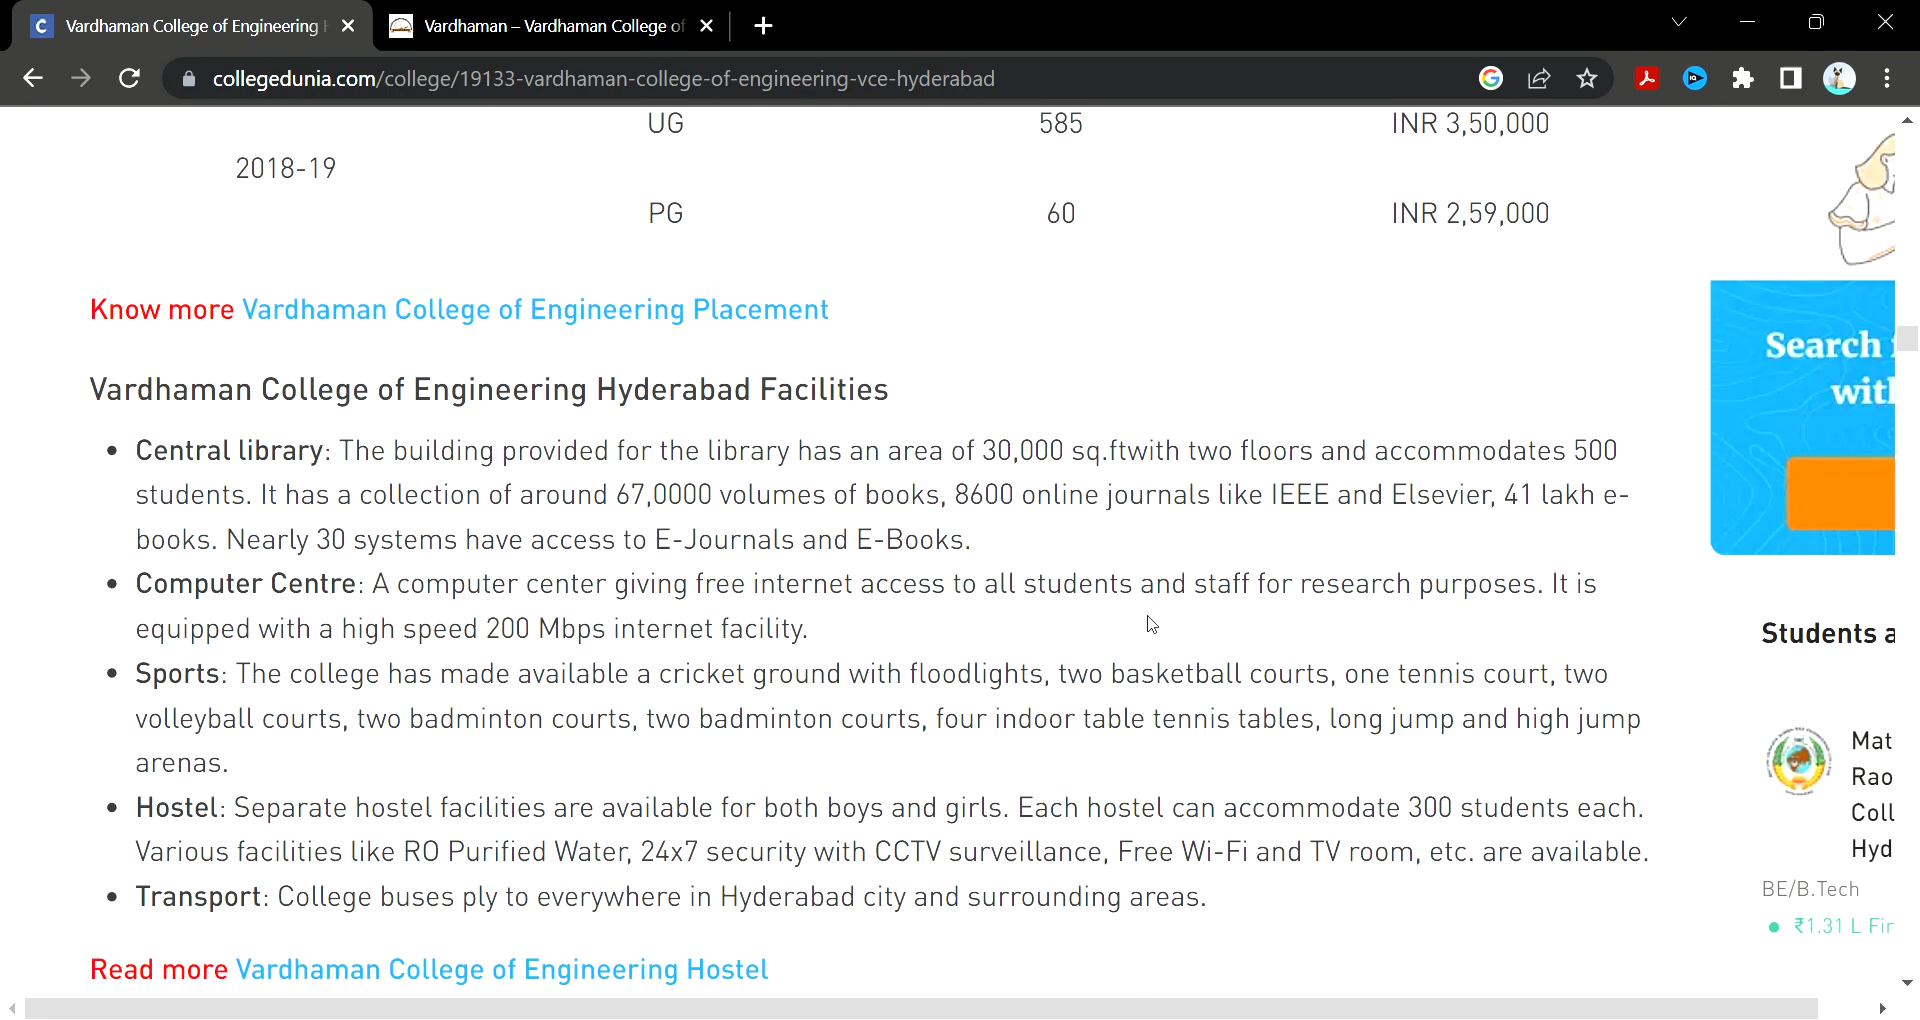 Vardhaman College of Engineering
Vardhaman – Vardhaman College of
collegedunia.com/college/19133-vardhaman-college-of-engineering-vce-hyderabad
UG 585 INR 3,50,000
2018-19
PG 60 INR 2,59,000
Know more Vardhaman College of Engineering Placement
Vardhaman College of Engineering Hyderabad Facilities
• Central library: The building provided for the library has an area of 30,000 sq.ftwith two floors and accommodates 500
students. It has a collection of around 67,0000 volumes of books, 8600 online journals like IEEE and Elsevier, 41 lakh e-
books. Nearly 30 systems have access to E-Journals and E-Books.
• Computer Centre: A computer center giving free internet access to all students and staff for research purposes. It is
equipped with a high speed 200 Mbps internet facility.
• Sports: The college has made available a cricket ground with floodlights, two basketball courts, one tennis court, two
volleyball courts, two badminton courts, two badminton courts, four indoor table tennis tables, long jump and high jump
arenas.
• Hostel: Separate hostel facilities are available for both boys and girls. Each hostel can accommodate 300 students each.
Various facilities like RO Purified Water, 24x7 security with CCTV surveillance, Free Wi-Fi and TV room, etc. are available.
• Transport: College buses ply to everywhere in Hyderabad city and surrounding areas.
Read more Vardhaman College of Engineering Hostel
Search
with
Students a
Mat
Rao
Coll
Hyd
BE/B.Tech
• ₹1.31 L Fir